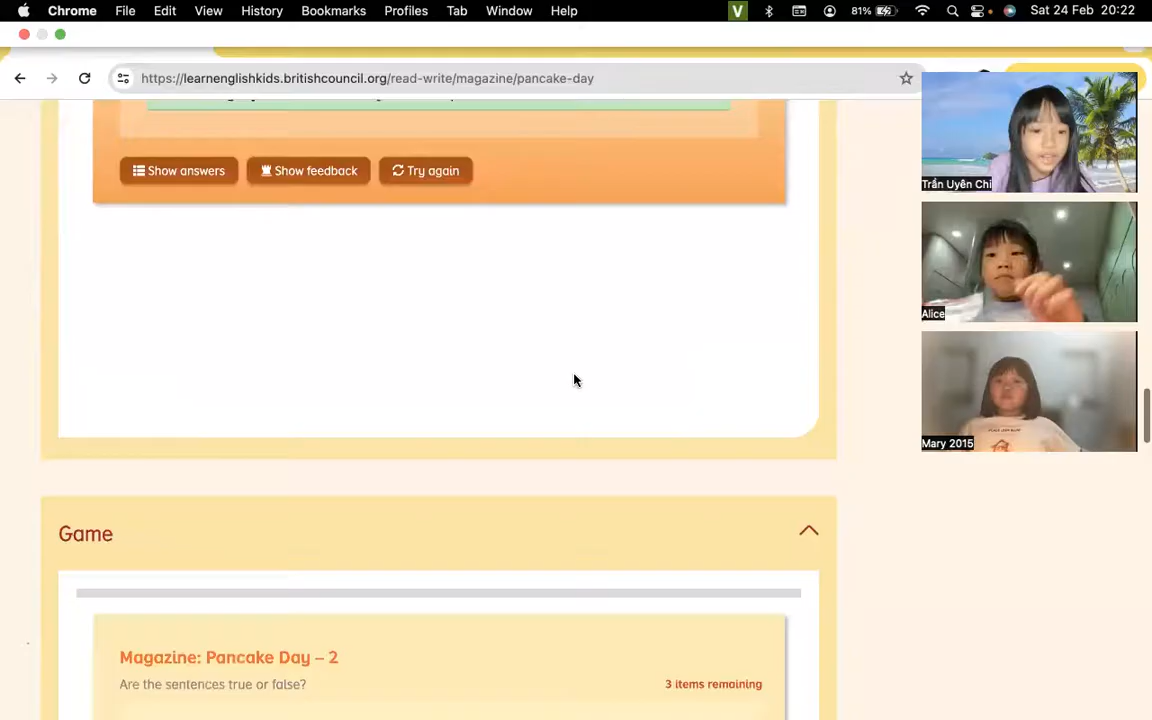 Chrome File Edit View History Bookmarks Profiles Tab Window Help V 81% Sat 24 Feb 20:22
https://learnenglishkids.britishcouncil.org/read-write/magazine/pancake-day
Show answers Show feedback Try again
Trần Uyên Chi
Alice
Mary 2015
Game
Magazine: Pancake Day – 2
Are the sentences true or false? 3 items remaining